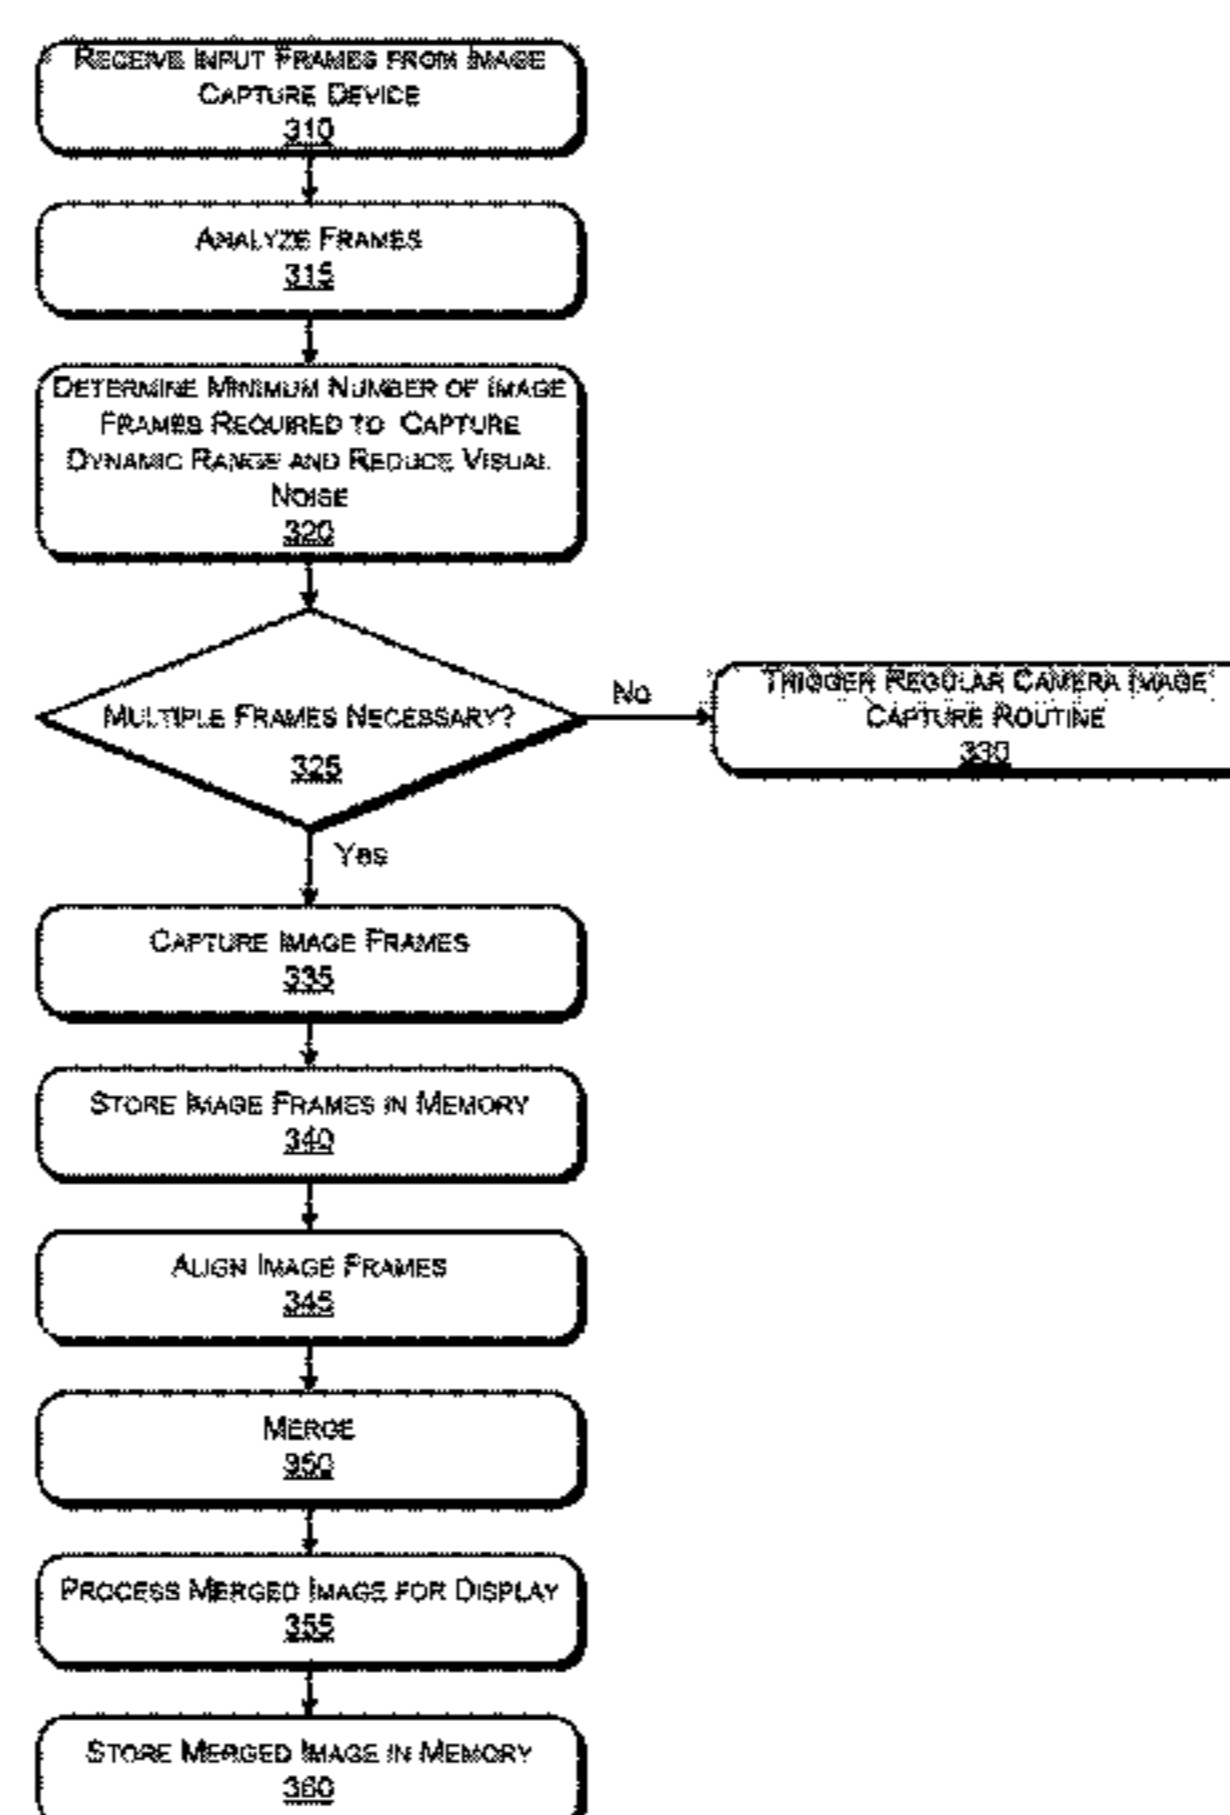 RECEIVE INPUT FRAMES FROM IMAGE
CAPTURE DEVICE
310
ANALYZE FRAMES
315
DETERMINE MINIMUM NUMBER OF IMAGE
FRAMES REQUIRED TO CAPTURE
DYNAMIC RANGE AND REDUCE VISUAL
NOISE
320
MULTIPLE FRAMES NECESSARY?
325
No
TRIGGER REGULAR CAMERA IMAGE
CAPTURE ROUTINE
330
Yes
CAPTURE IMAGE FRAMES
335
STORE IMAGE FRAMES IN MEMORY
340
ALIGN IMAGE FRAMES
345
MERGE
350
PROCESS MERGED IMAGE FOR DISPLAY
355
STORE MERGED IMAGE IN MEMORY
360